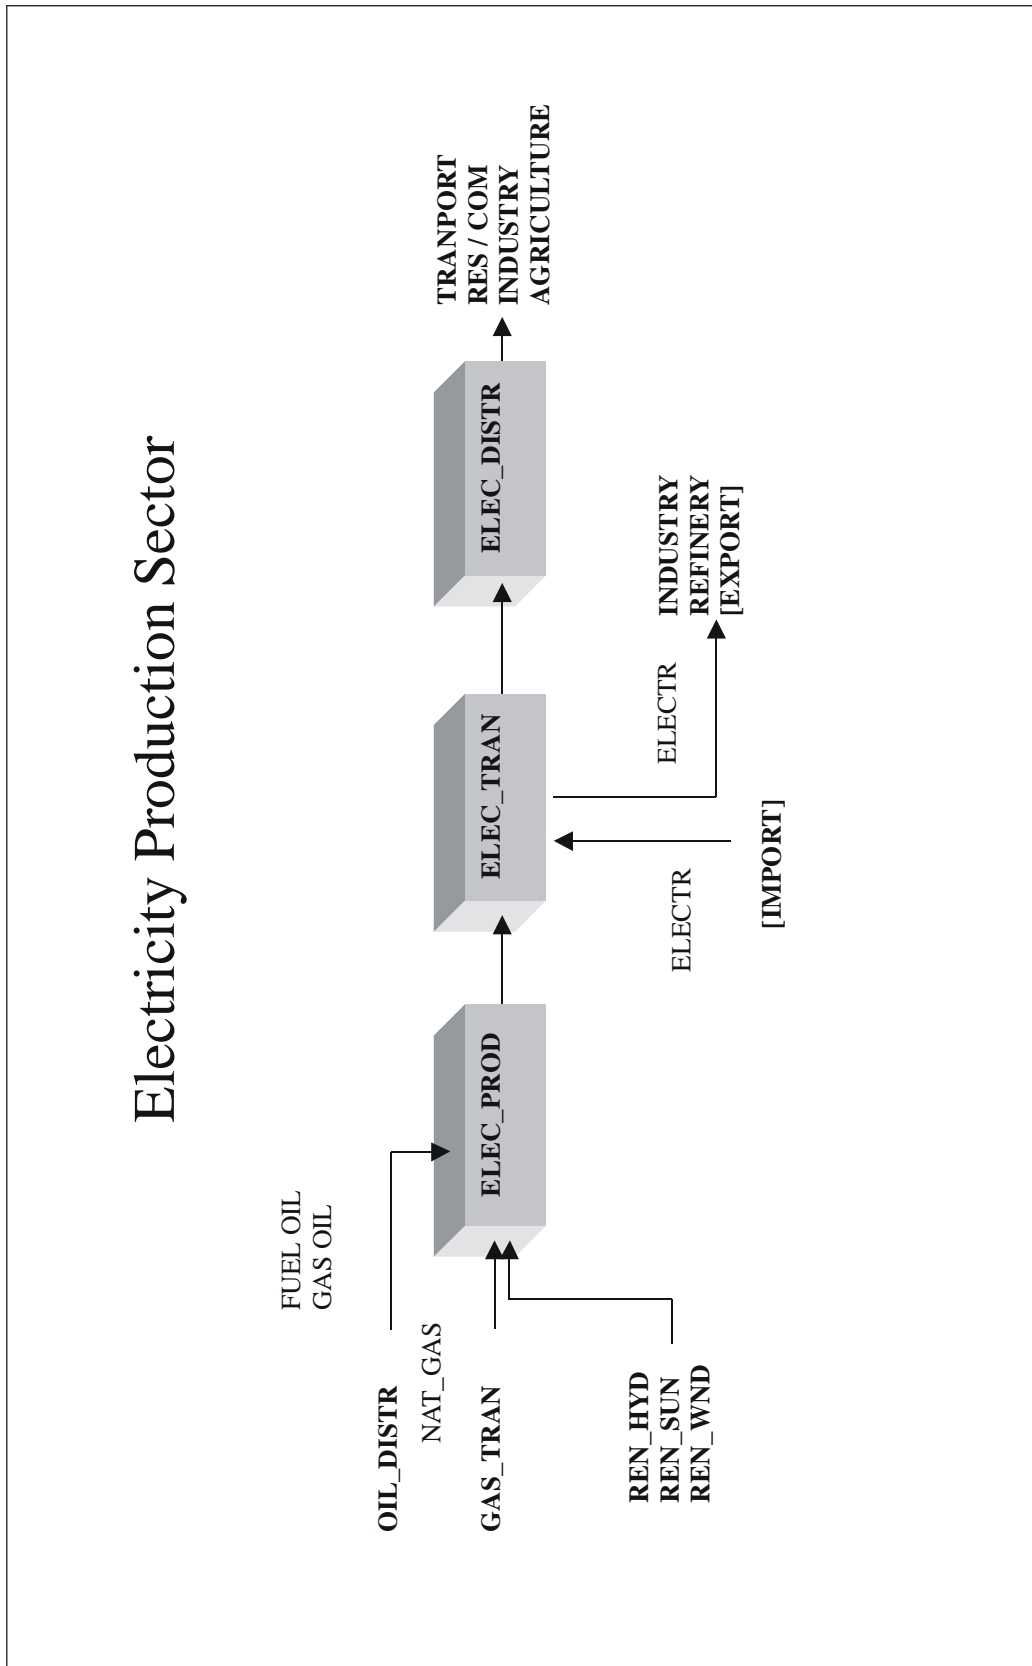 Electricity Production Sector
FUEL OIL
GAS OIL
OIL_DISTR
NAT_GAS
GAS_TRAN
REN_HYD
REN_SUN
REN_WND
ELEC_PROD
ELEC_TRAN
ELEC_DISTR
TRANPORT
RES / COM
INDUSTRY
AGRICULTURE
ELECTR
[IMPORT]
ELECTR
INDUSTRY
REFINERY
[EXPORT]